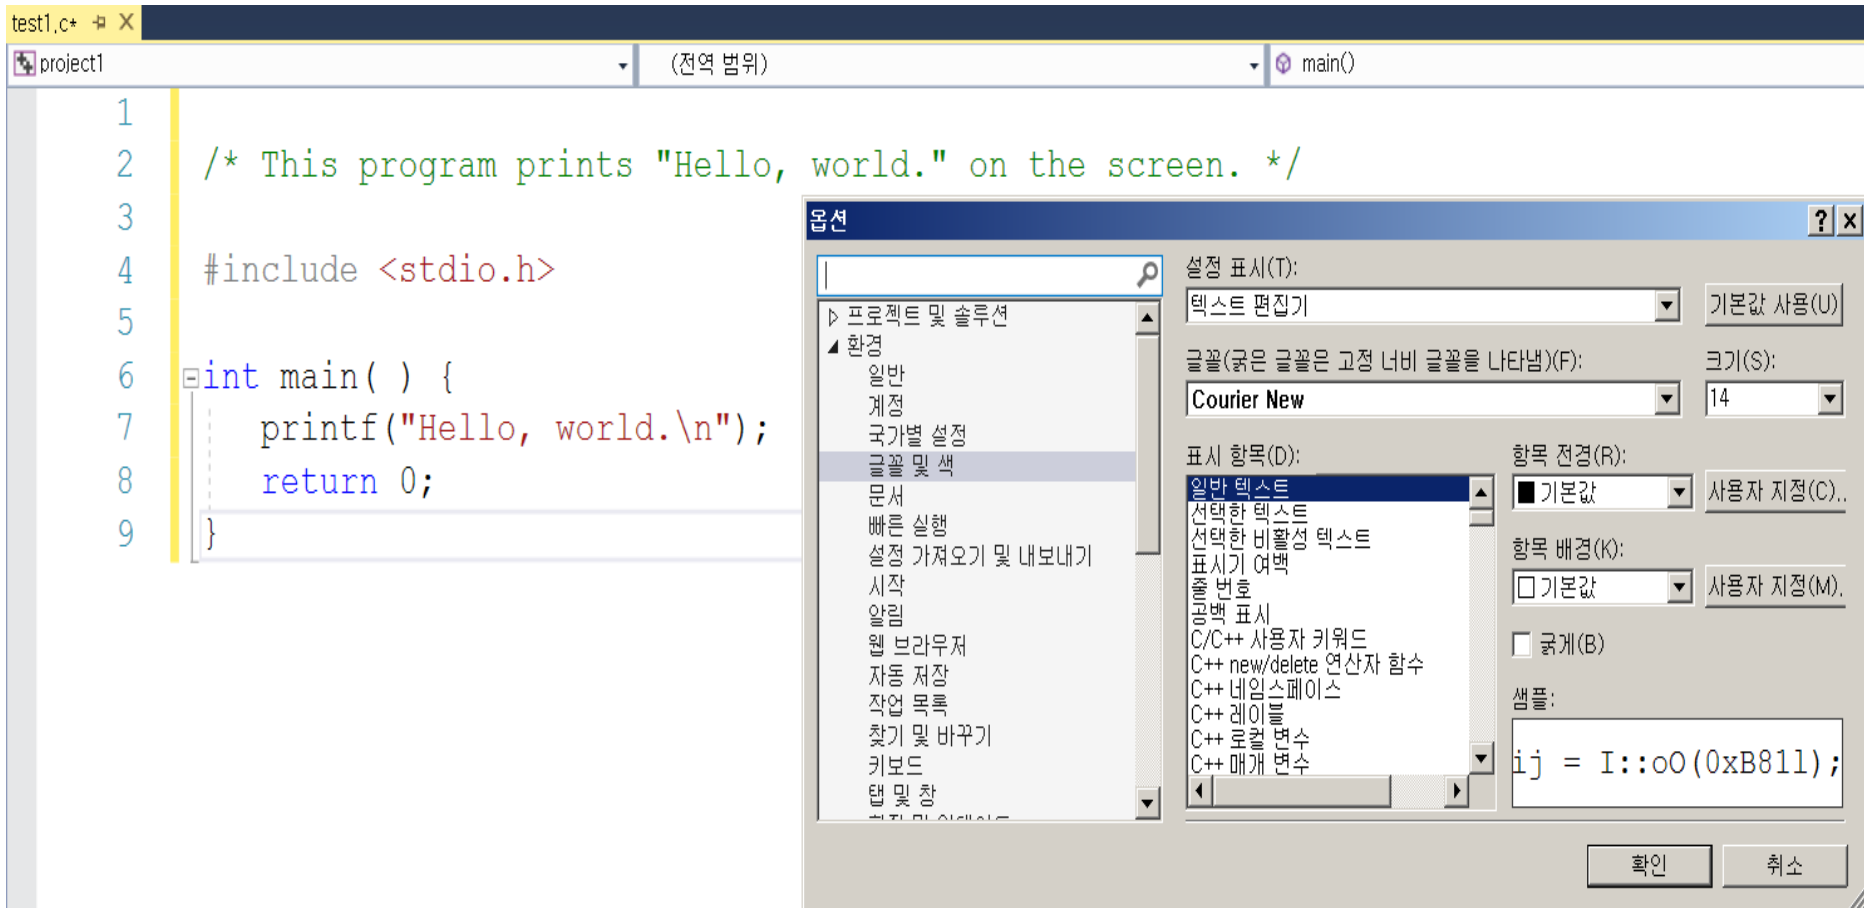 test1.c*
project1
(전역 범위)
main()
1
2 /* This program prints "Hello, world." on the screen. */
3
4 #include <stdio.h>
5
6 int main( ) {
7 printf("Hello, world.\n");
8 return 0;
9 }
옵션
프로젝트 및 솔루션
환경
일반
계정
국가별 설정
글꼴 및 색
문서
빠른 실행
설정 가져오기 및 내보내기
시작
알림
웹 브라우저
자동 저장
작업 목록
찾기 및 바꾸기
키보드
탭 및 창
설정 표시(T):
텍스트 편집기
기본값 사용(U)
글꼴(굵은 글꼴은 고정 너비 글꼴을 나타냄)(F):
크기(S):
Courier New
14
표시 항목(D):
일반 텍스트
선택한 텍스트
선택한 비활성 텍스트
표시기 여백
줄 번호
공백 표시
C/C++ 사용자 키워드
C++ new/delete 연산자 함수
C++ 네임스페이스
C++ 레이블
C++ 로컬 변수
C++ 매개 변수
항목 전경(R):
기본값
사용자 지정(C)..
항목 배경(K):
기본값
사용자 지정(M).
굵게(B)
샘플:
ij = I::oO(0xB81l);
확인
취소